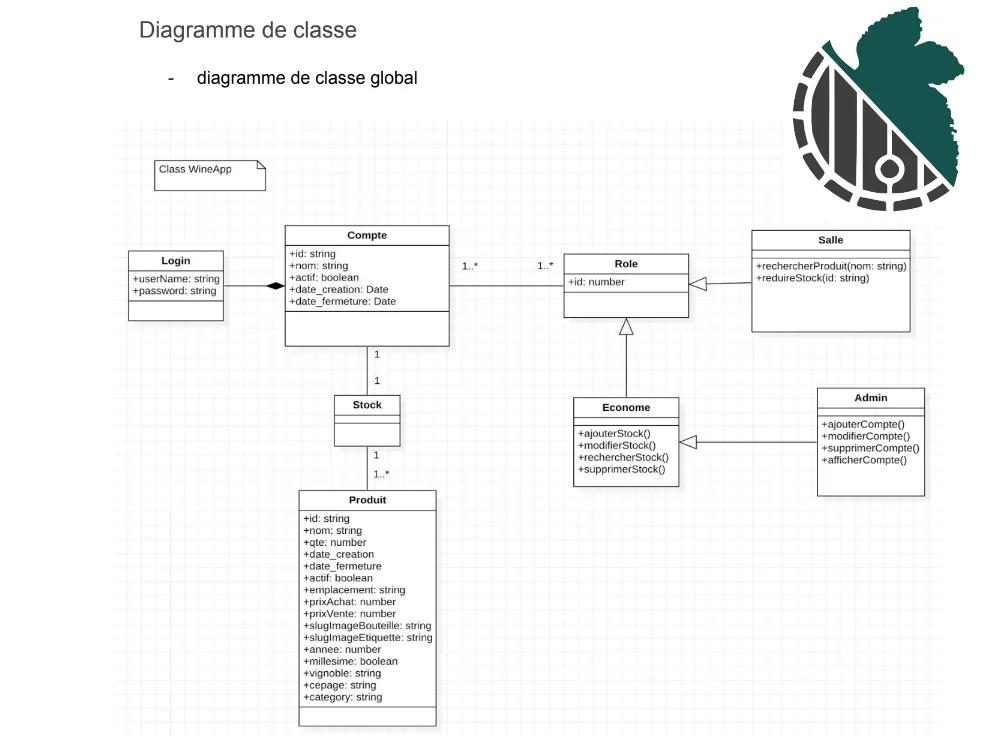 Diagramme de classe
- diagramme de classe global
Class WineApp
Login
+userName: string
+password: string
Compte
+id: string
+nom: string
+actif: boolean
+date_creation: Date
+date_fermeture: Date
1..*
1..*
Role
+id: number
Salle
+rechercherProduit(nom: string)
+reduireStock(id: string)
1
1
Stock
1
1..*
Econome
+ajouterStock()
+modifierStock()
+rechercherStock()
+supprimerStock()
Admin
+ajouterCompte()
+modifierCompte()
+supprimerCompte()
+afficherCompte()
Produit
+id: string
+nom: string
+qte: number
+date_creation
+date_fermeture
+actif: boolean
+emplacement: string
+prixAchat: number
+prixVente: number
+slugImageBouteille: string
+slugImageEtiquette: string
+annee: number
+millesime: boolean
+vignoble: string
+cepage: string
+category: string